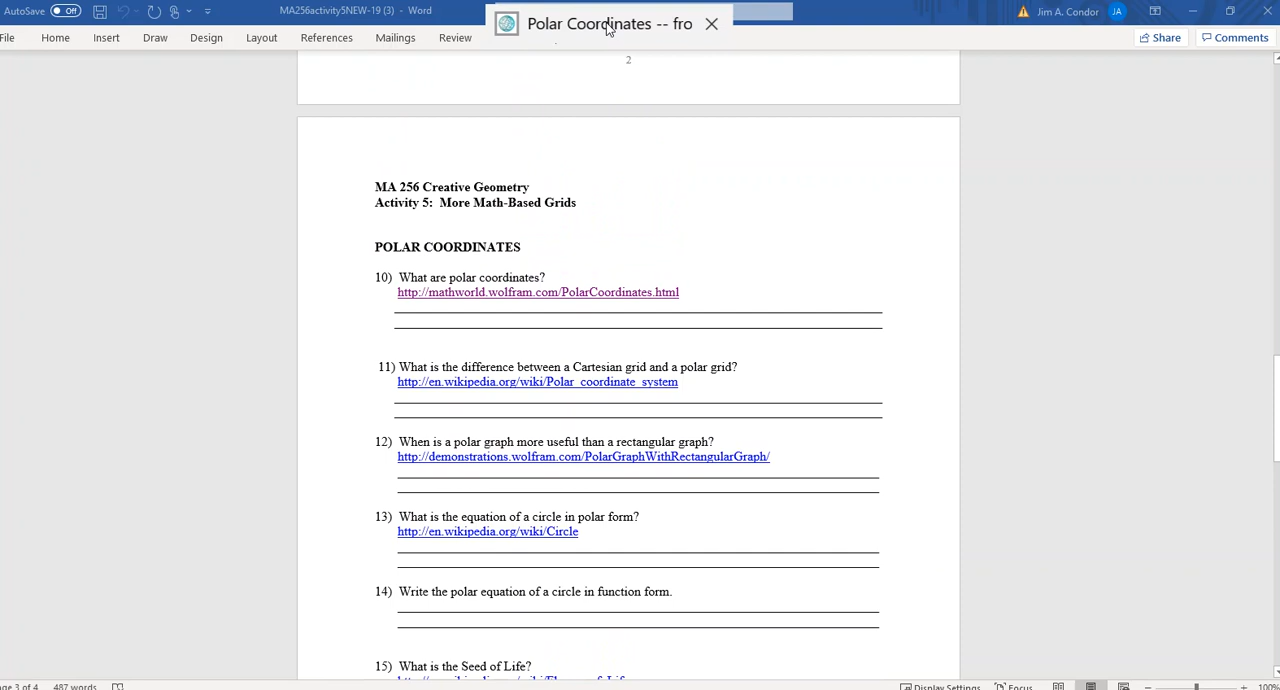 AutoSave Off MA256activity5NEW-19 (3) - Word Polar Coordinates -- fro Jim A. Condor JA
File Home Insert Draw Design Layout References Mailings Review Share Comments
2
MA 256 Creative Geometry
Activity 5: More Math-Based Grids
POLAR COORDINATES
10) What are polar coordinates?
http://mathworld.wolfram.com/PolarCoordinates.html
11) What is the difference between a Cartesian grid and a polar grid?
http://en.wikipedia.org/wiki/Polar_coordinate_system
12) When is a polar graph more useful than a rectangular graph?
http://demonstrations.wolfram.com/PolarGraphWithRectangularGraph/
13) What is the equation of a circle in polar form?
http://en.wikipedia.org/wiki/Circle
14) Write the polar equation of a circle in function form.
15) What is the Seed of Life?
Page 3 of 4 487 words Display Settings Focus 100%